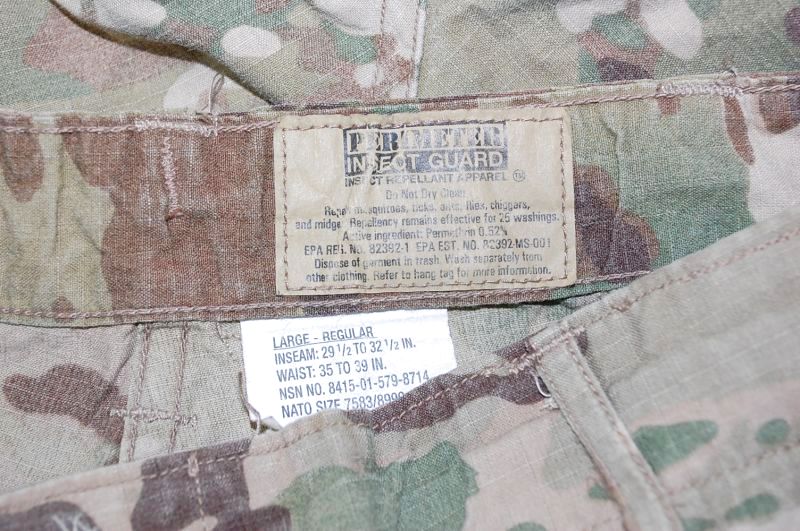 PERIMETER
INSECT GUARD
INSECT REPELLANT APPAREL TM
Do Not Dry Clean
Repel mosquitoes, ticks, ants, flies, chiggers,
and midge. Repellency remains effective for 25 washings.
Active ingredient: Permethrin 0.52%
EPA REG. NO. 82392-1 EPA EST. NO. 82392-MS-001
Dispose of garment in trash. Wash separately from
other clothing. Refer to hang tag for more information.
LARGE - REGULAR
INSEAM: 29 1/2 TO 32 1/2 IN.
WAIST: 35 TO 39 IN.
NSN NO. 8415-01-579-8714
NATO SIZE 7583/8999